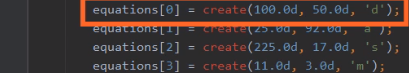 equations[0] = create(100.0d, 50.0d, 'd');
equations[1] = create(25.0d, 92.0d, 'a');
equations[2] = create(225.0d, 17.0d, 's');
equations[3] = create(11.0d, 3.0d, 'm');